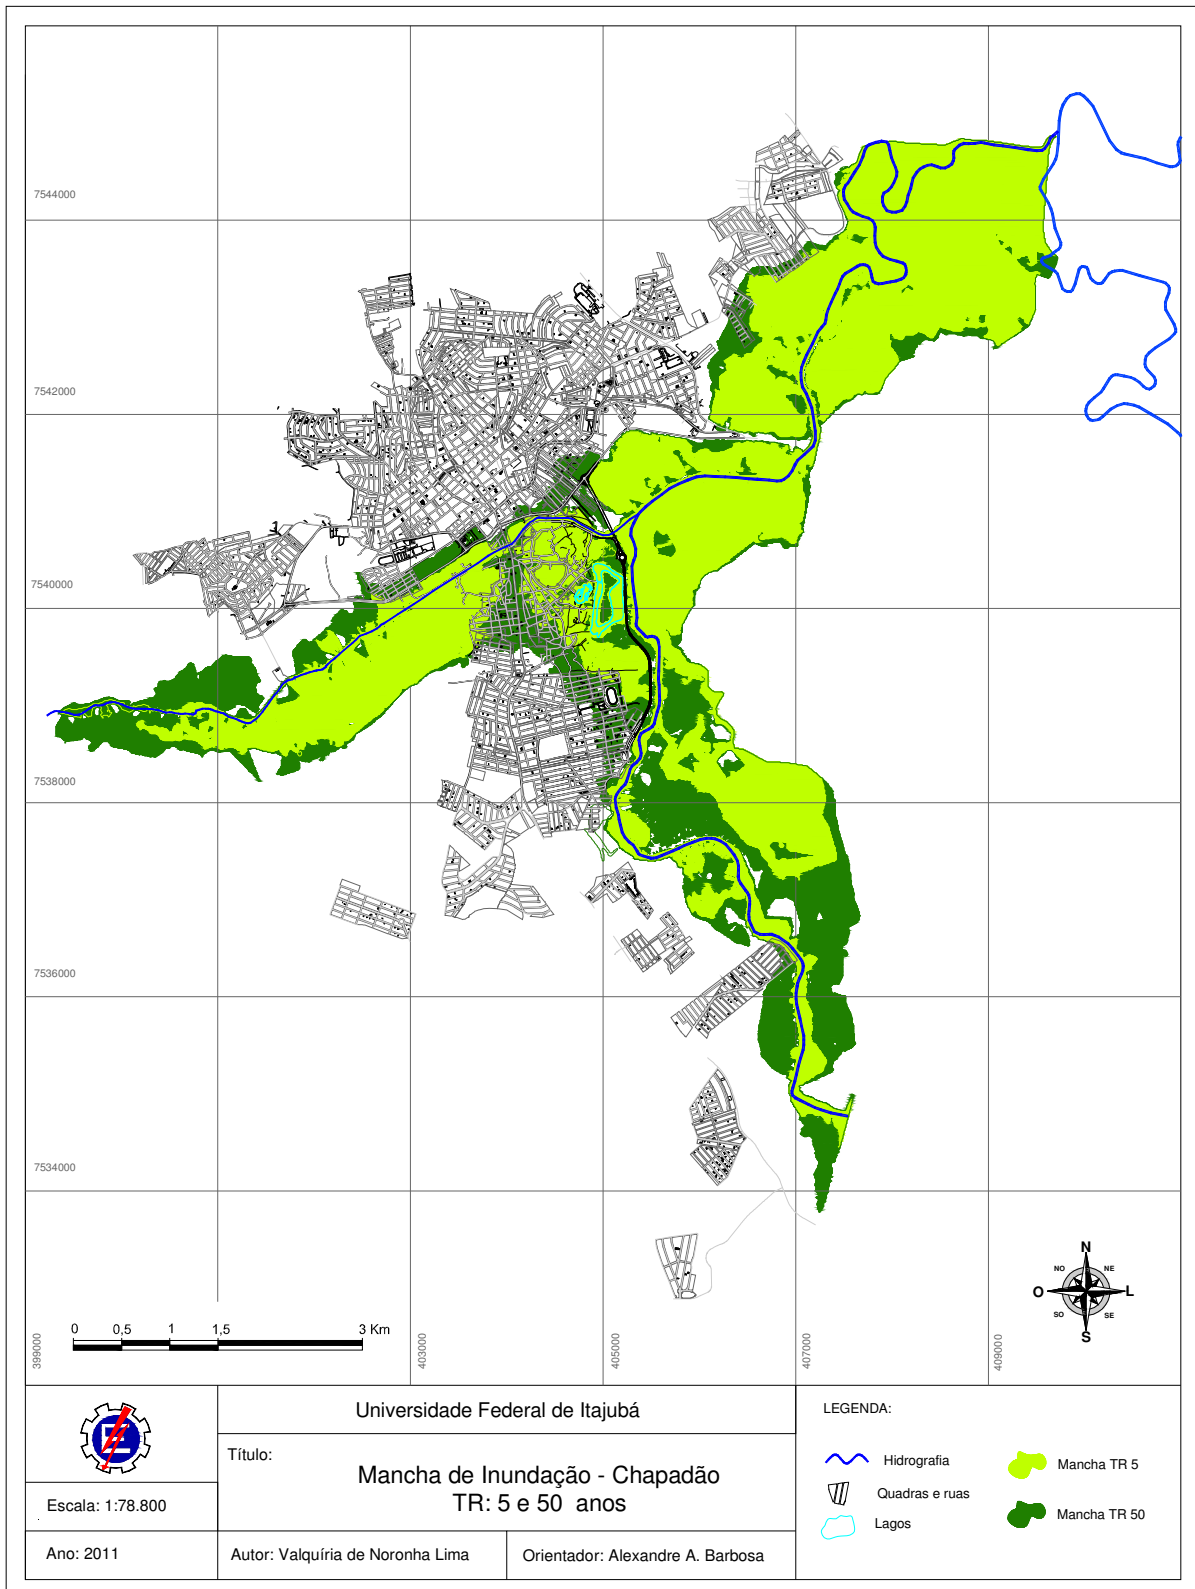 7544000
7542000
7540000
7538000
7536000
7534000
399000
403000
405000
407000
409000
0 0,5 1 1,5 3 Km
N
NO NE
O L
SO SE
S
E
Universidade Federal de Itajubá
Título:
Mancha de Inundação - Chapadão
TR: 5 e 50 anos
Escala: 1:78.800
Ano: 2011
Autor: Valquíria de Noronha Lima
Orientador: Alexandre A. Barbosa
LEGENDA:
Hidrografia
Quadras e ruas
Lagos
Mancha TR 5
Mancha TR 50